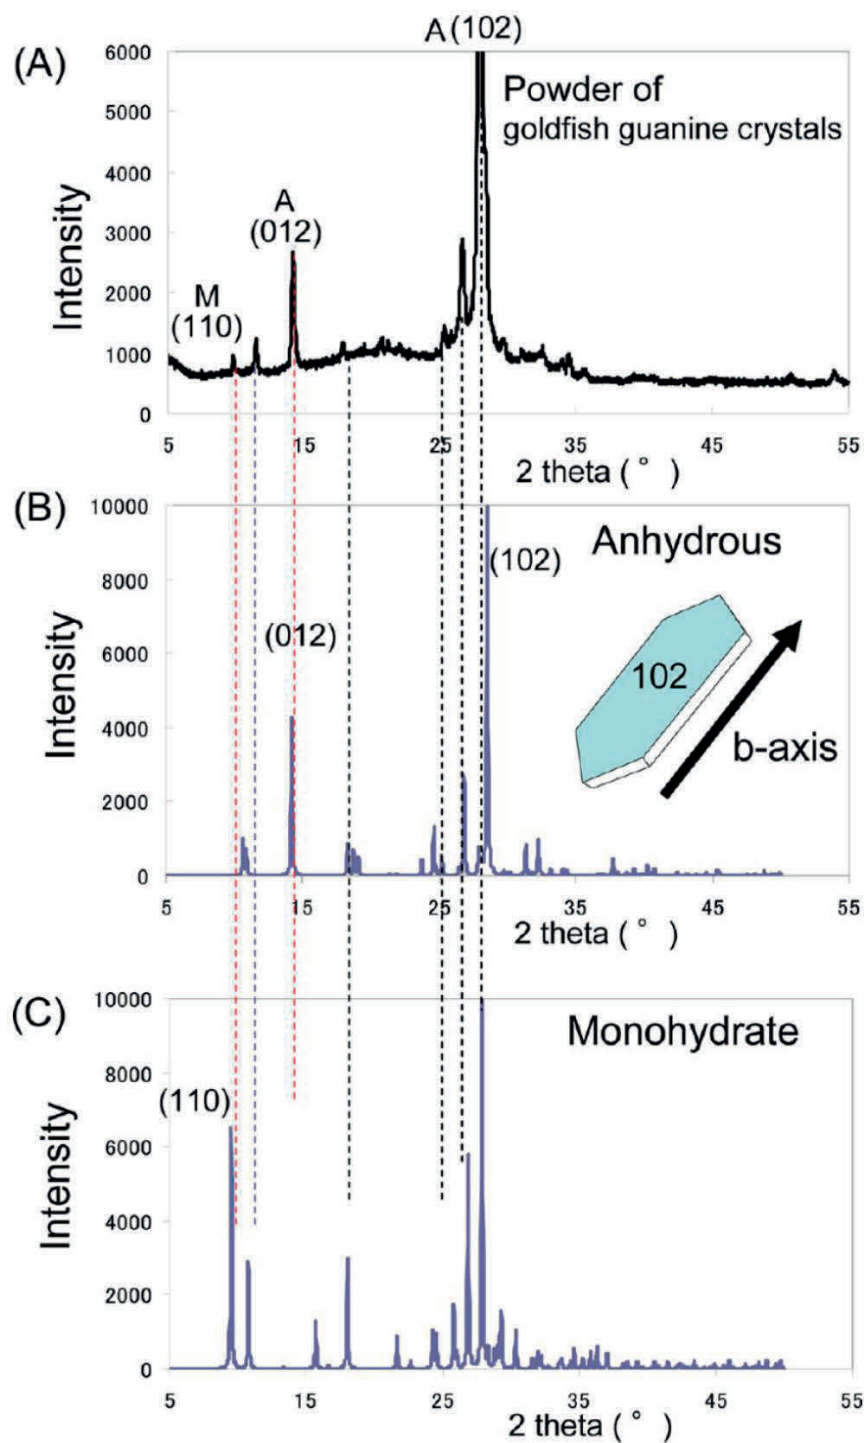 A (102)
(A)
Powder of
goldfish guanine crystals
A
(012)
M
(110)
Intensity
6000
5000
4000
3000
2000
1000
0
5 15 25 35 45 55
2 theta ( ° )
(B)
Anhydrous
(102)
(012)
102
b-axis
Intensity
10000
8000
6000
4000
2000
0
5 15 25 35 45 55
2 theta ( ° )
(C)
Monohydrate
(110)
Intensity
10000
8000
6000
4000
2000
0
5 15 25 35 45 55
2 theta ( ° )